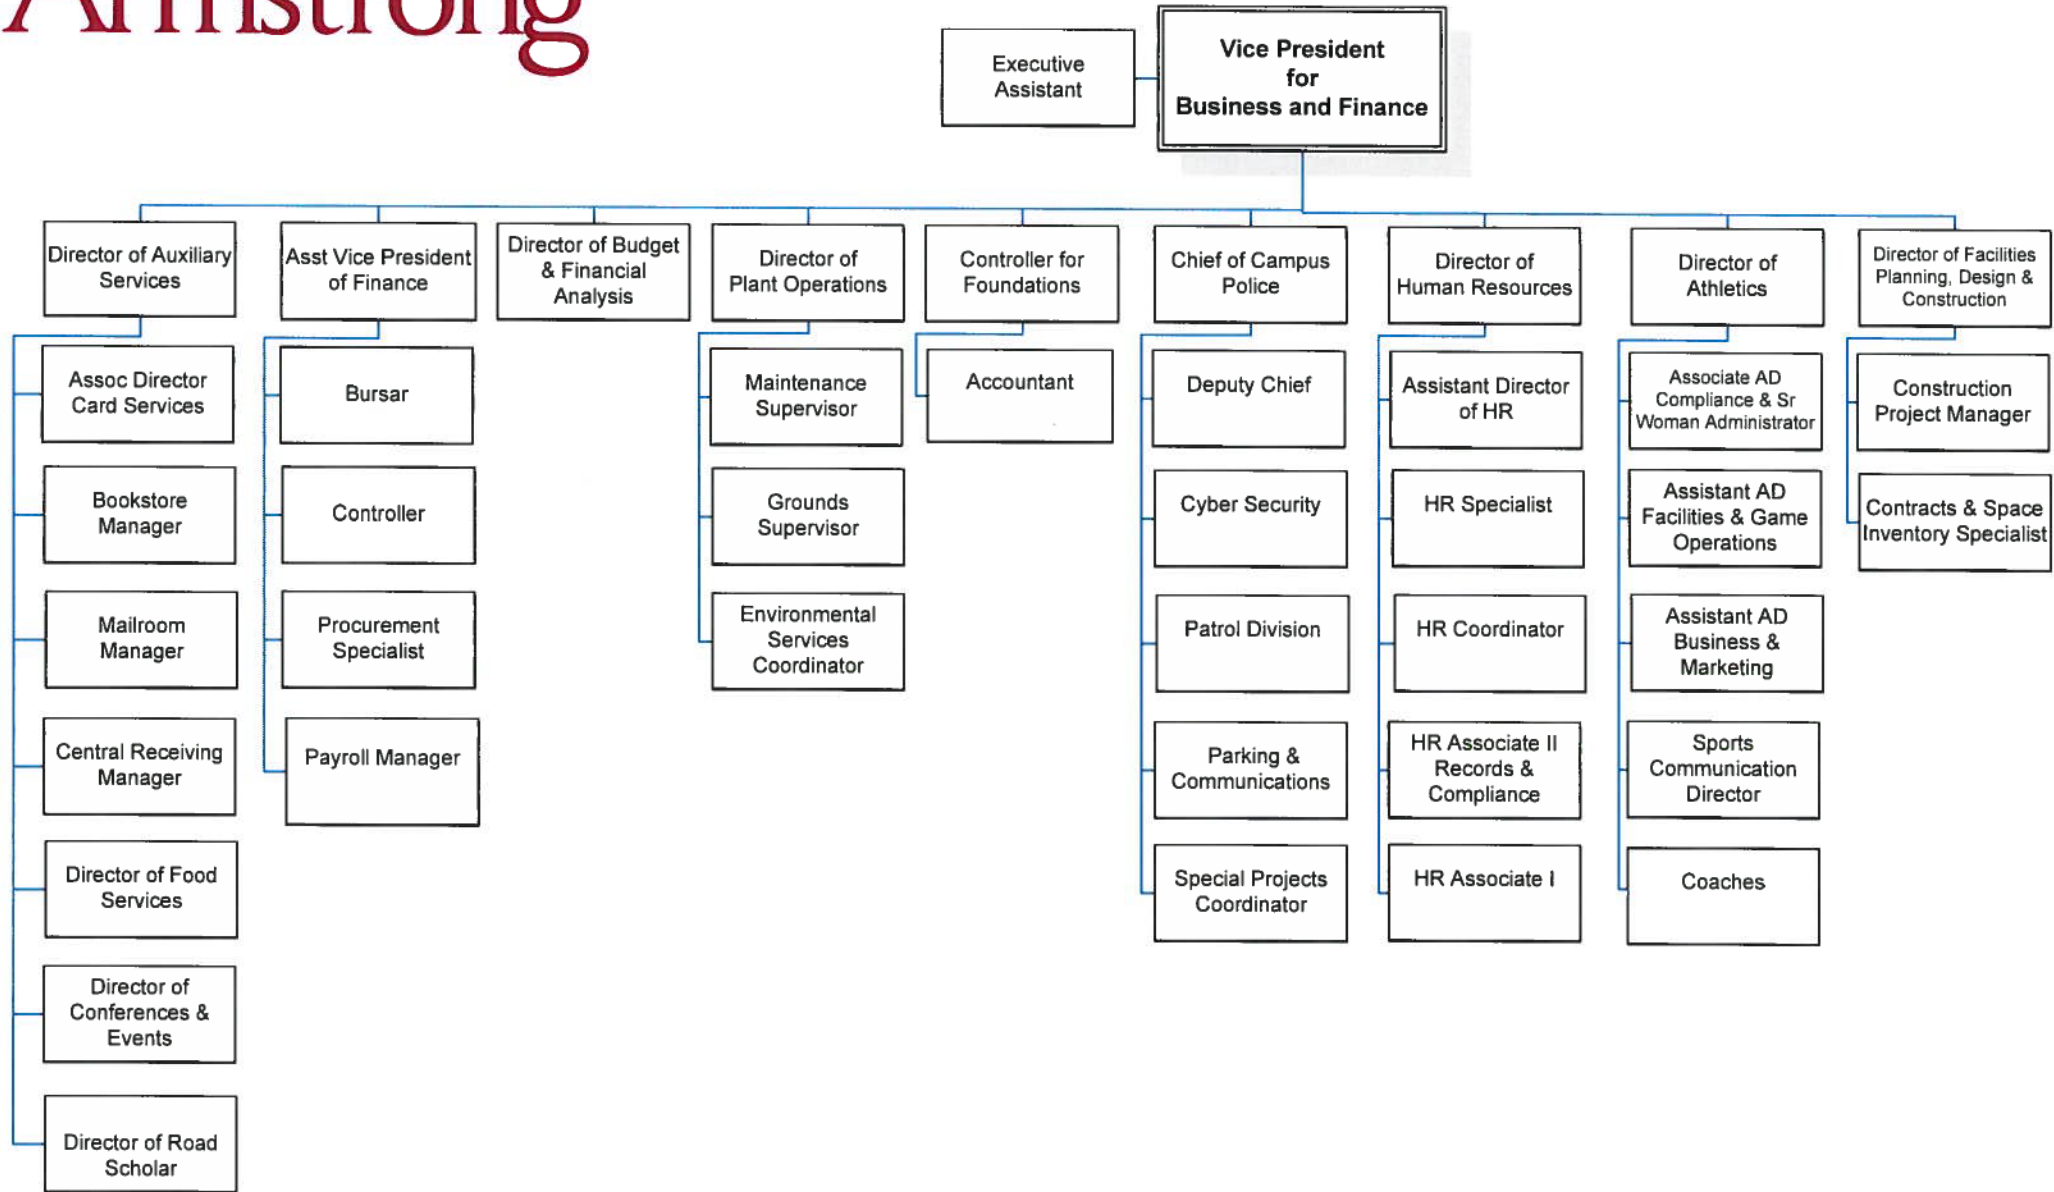 Armstrong
Executive
Assistant
Vice President
for
Business and Finance
Director of Auxiliary
Services
Asst Vice President
of Finance
Director of Budget
& Financial
Analysis
Director of
Plant Operations
Controller for
Foundations
Chief of Campus
Police
Director of
Human Resources
Director of
Athletics
Director of Facilities
Planning, Design &
Construction
Assoc Director
Card Services
Bookstore
Manager
Mailroom
Manager
Central Receiving
Manager
Director of Food
Services
Director of
Conferences &
Events
Director of Road
Scholar
Bursar
Controller
Procurement
Specialist
Payroll Manager
Maintenance
Supervisor
Grounds
Supervisor
Environmental
Services
Coordinator
Accountant
Deputy Chief
Cyber Security
Patrol Division
Parking &
Communications
Special Projects
Coordinator
Assistant Director
of HR
HR Specialist
HR Coordinator
HR Associate II
Records &
Compliance
HR Associate I
Associate AD
Compliance & Sr
Woman Administrator
Assistant AD
Facilities & Game
Operations
Assistant AD
Business &
Marketing
Sports
Communication
Director
Coaches
Construction
Project Manager
Contracts & Space
Inventory Specialist